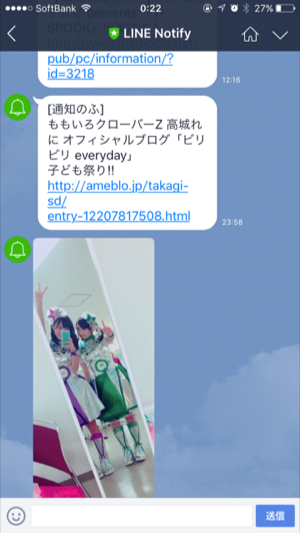 SoftBank 0:22 27%
LINE Notify
presents
SPOOK
http://
pub/pc/information/?
id=3218
12:16
[通知のふ]
ももいろクローバーZ 高城れ
に オフィシャルブログ「ビリ
ビリ everyday」
子ども祭り!!
http://ameblo.jp/takagi-
sd/
entry-12207817508.html
23:58
送信